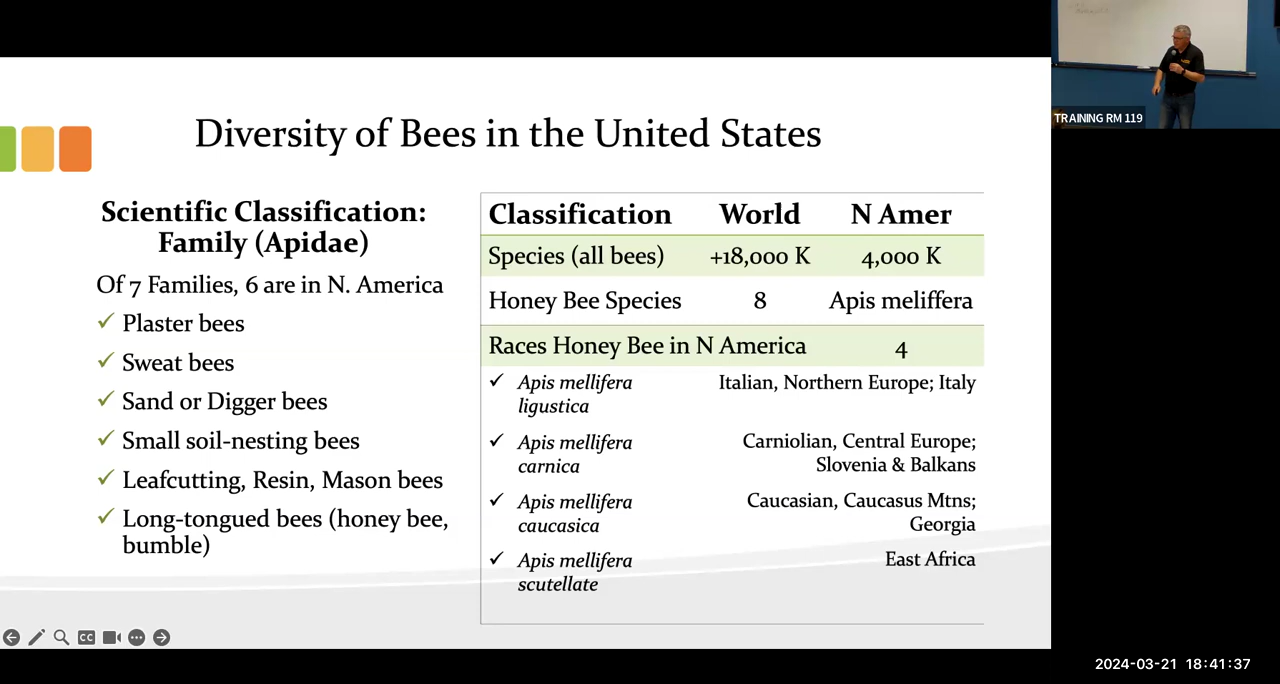 Diversity of Bees in the United States
Scientific Classification:
Family (Apidae)
Of 7 Families, 6 are in N. America
Plaster bees
Sweat bees
Sand or Digger bees
Small soil-nesting bees
Leafcutting, Resin, Mason bees
Long-tongued bees (honey bee,
bumble)
Classification World N Amer
Species (all bees) +18,000 K 4,000 K
Honey Bee Species 8 Apis meliffera
Races Honey Bee in N America 4
Apis mellifera Italian, Northern Europe; Italy
ligustica
Apis mellifera Carniolian, Central Europe;
carnica Slovenia & Balkans
Apis mellifera Caucasian, Caucasus Mtns;
caucasica Georgia
Apis mellifera East Africa
scutellate
CC
TRAINING RM 119
2024-03-21 18:41:37